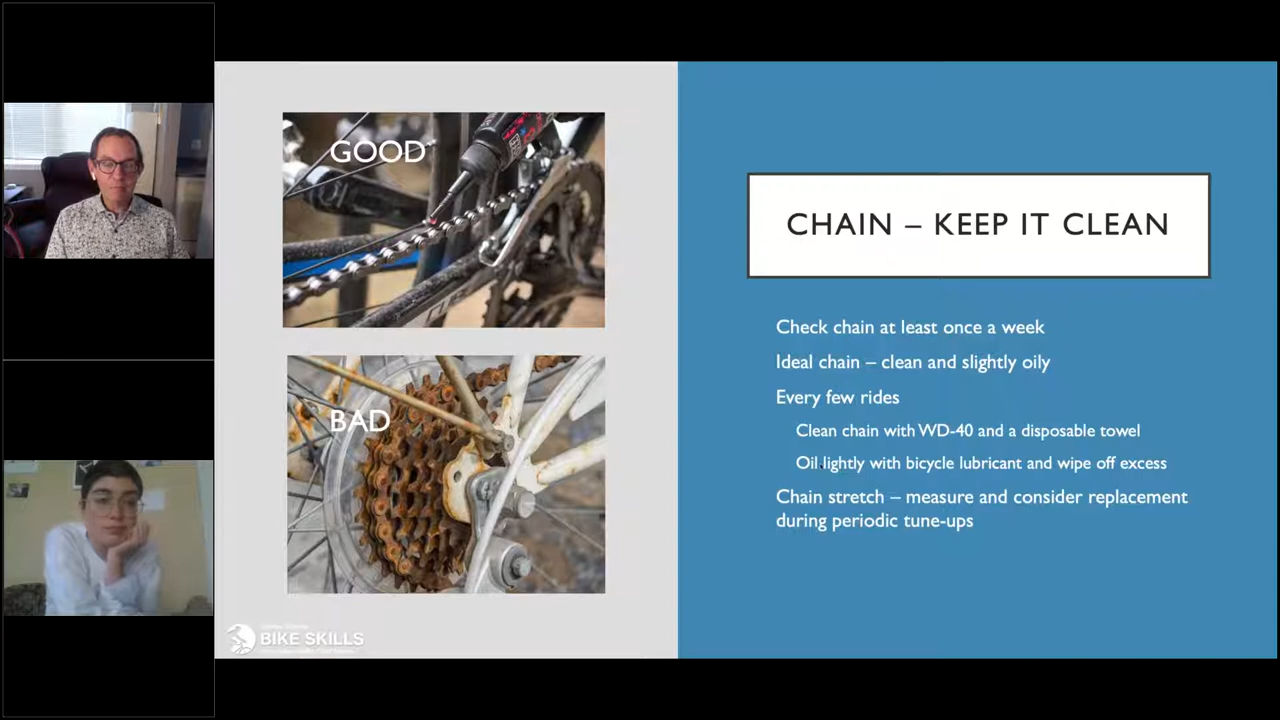 GOOD
BAD
BIKE SKILLS
CHAIN – KEEP IT CLEAN
Check chain at least once a week
Ideal chain – clean and slightly oily
Every few rides
Clean chain with WD-40 and a disposable towel
Oil lightly with bicycle lubricant and wipe off excess
Chain stretch – measure and consider replacement
during periodic tune-ups